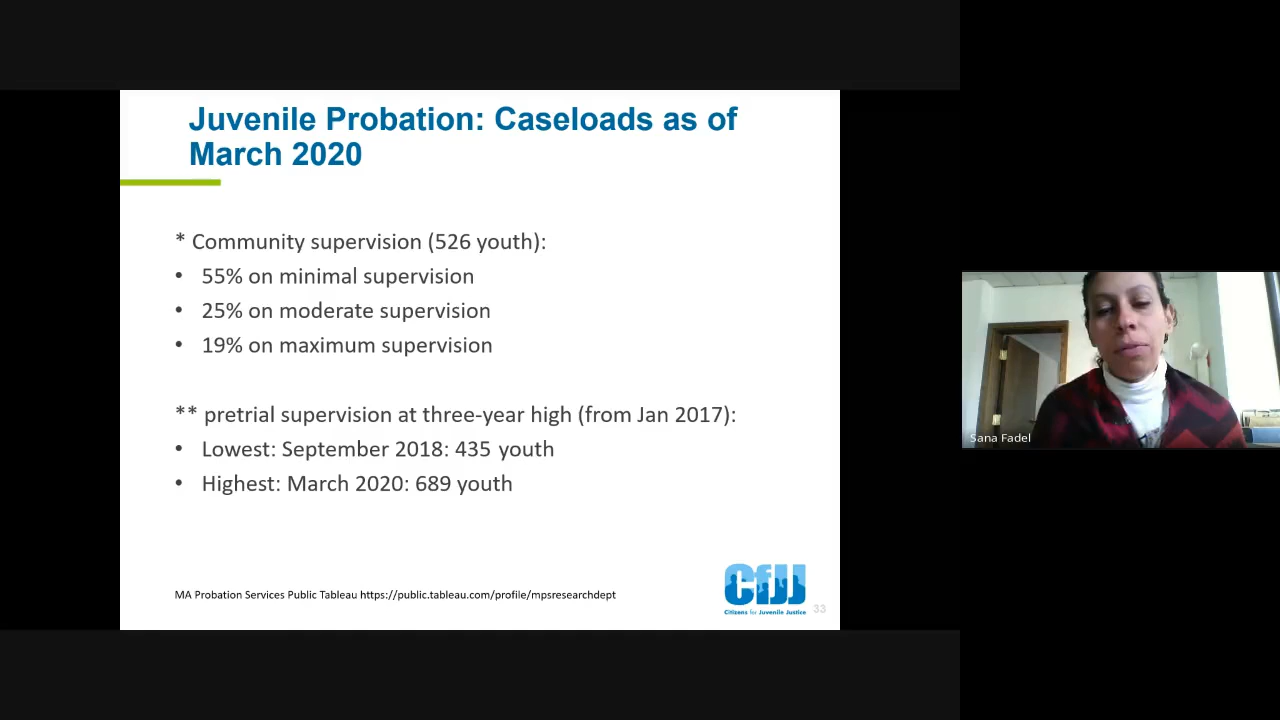 Juvenile Probation: Caseloads as of
March 2020
* Community supervision (526 youth):
• 55% on minimal supervision
• 25% on moderate supervision
• 19% on maximum supervision
** pretrial supervision at three-year high (from Jan 2017):
• Lowest: September 2018: 435 youth
• Highest: March 2020: 689 youth
MA Probation Services Public Tableau https://public.tableau.com/profile/mpsresearchdept
CfJJ
Citizens for Juvenile Justice
33
Sana Fadel